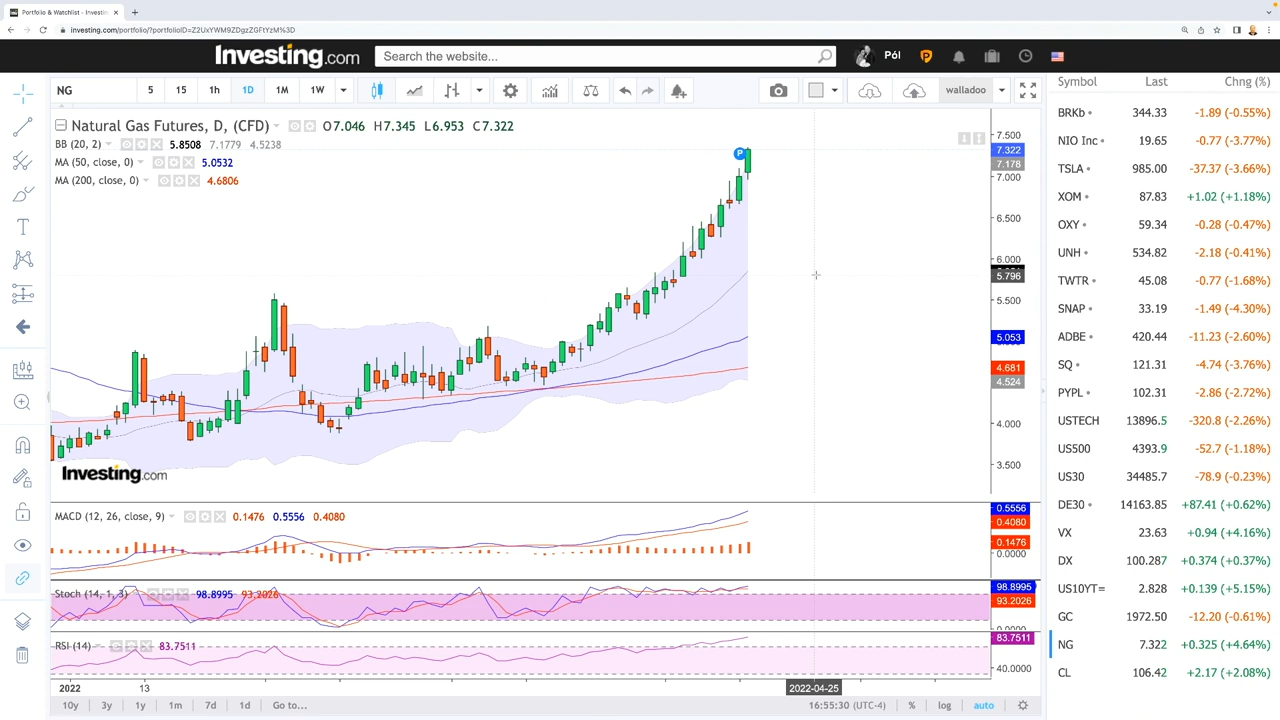 Portfolio & Watchlist - Investin
investing.com/portfolio/?portfolioID=Z2UxYWM9ZDgzZGFtYzM%3D
Investing.com Search the website... Pól
NG 5 15 1h 1D 1M 1W walladoo
Natural Gas Futures, D, (CFD) O7.046 H7.345 L6.953 C7.322
BB (20, 2) 5.8508 7.1779 4.5238
MA (50, close, 0) 5.0532
MA (200, close, 0) 4.6806
P
7.500
7.322
7.178
7.000
6.500
6.000
5.796
5.500
5.053
4.681
4.524
4.000
3.500
Investing.com
MACD (12, 26, close, 9) 0.1476 0.5556 0.4080
0.5556
0.4080
0.1476
0.0000
Stoch (14, 1, 3) 98.8995 93.2026
98.8995
93.2026
0.0000
RSI (14) 83.7511
83.7511
40.0000
2022 13 2022-04-25
10y 3y 1y 1m 7d 1d Go to... 16:55:30 (UTC-4) % log auto
Symbol Last Chng (%)
BRKb 344.33 -1.89 (-0.55%)
NIO Inc 19.65 -0.77 (-3.77%)
TSLA 985.00 -37.37 (-3.66%)
XOM 87.83 +1.02 (+1.18%)
OXY 59.34 -0.28 (-0.47%)
UNH 534.82 -2.18 (-0.41%)
TWTR 45.08 -0.77 (-1.68%)
SNAP 33.19 -1.49 (-4.30%)
ADBE 420.44 -11.23 (-2.60%)
SQ 121.31 -4.74 (-3.76%)
PYPL 102.31 -2.86 (-2.72%)
USTECH 13896.5 -320.8 (-2.26%)
US500 4393.9 -52.7 (-1.18%)
US30 34485.7 -78.9 (-0.23%)
DE30 14163.85 +87.41 (+0.62%)
VX 23.63 +0.94 (+4.16%)
DX 100.287 +0.374 (+0.37%)
US10YT= 2.828 +0.139 (+5.15%)
GC 1972.50 -12.20 (-0.61%)
NG 7.322 +0.325 (+4.64%)
CL 106.42 +2.17 (+2.08%)